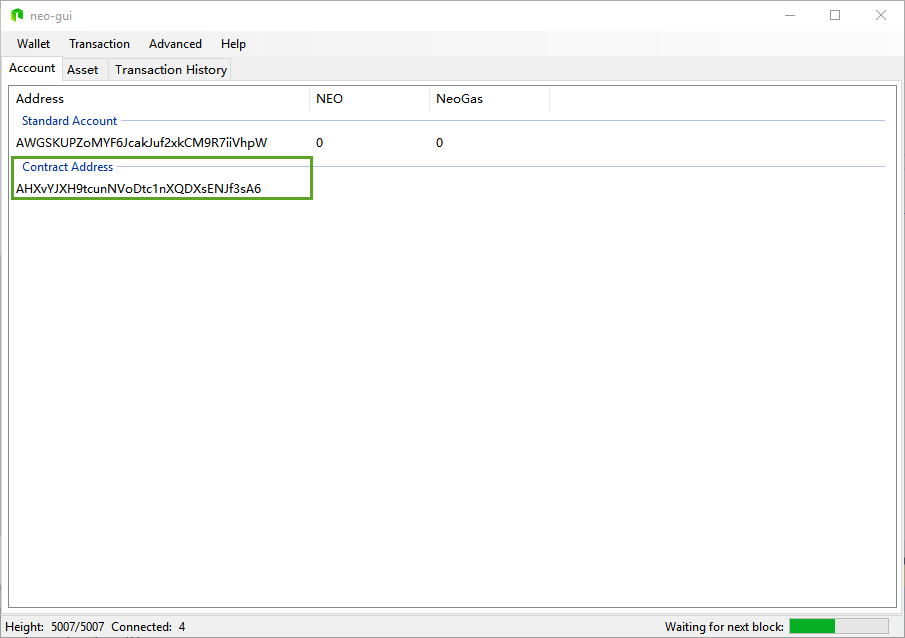 neo-gui
Wallet Transaction Advanced Help
Account Asset Transaction History
Address NEO NeoGas
Standard Account
AWGSKUPZoMYF6JcakJuf2xkCM9R7iiVhpW 0 0
Contract Address
AHXvYJXH9tcunNVoDtc1nXQDXsENJf3sA6
Height: 5007/5007 Connected: 4 Waiting for next block: